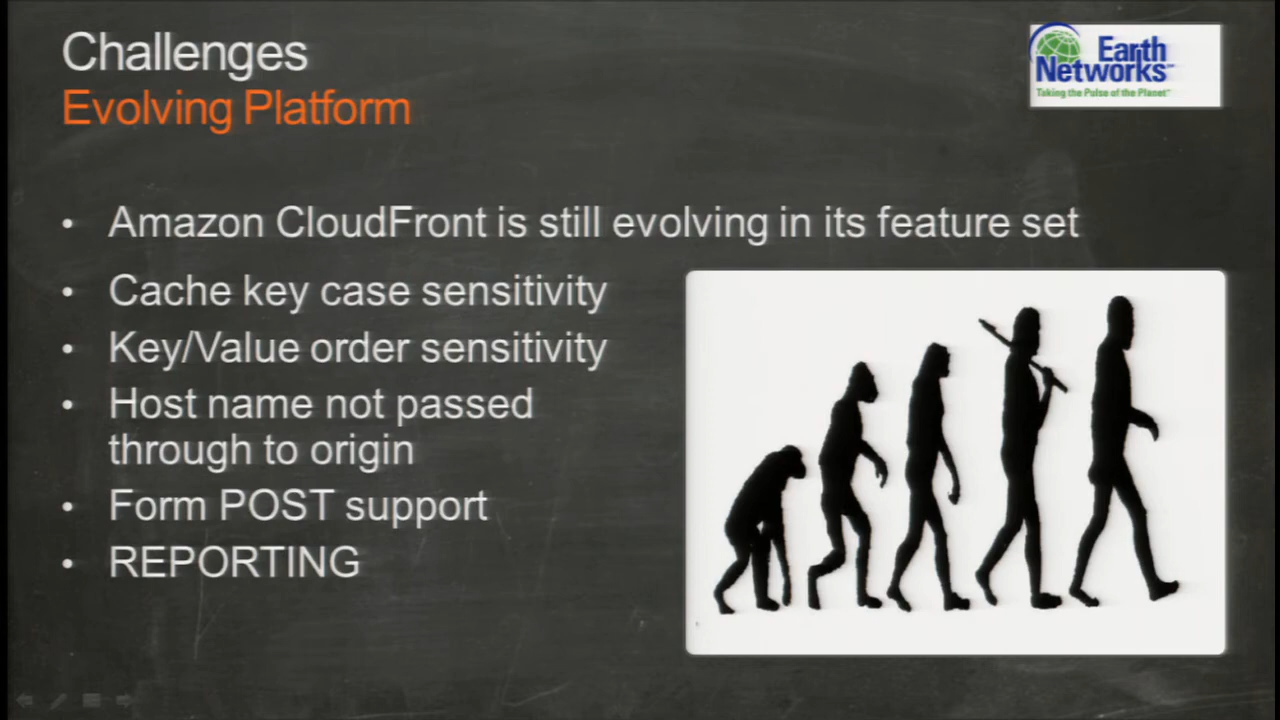 Challenges
Evolving Platform
Earth
Networks
Taking the Pulse of the Planet
• Amazon CloudFront is still evolving in its feature set
• Cache key case sensitivity
• Key/Value order sensitivity
• Host name not passed
through to origin
• Form POST support
• REPORTING